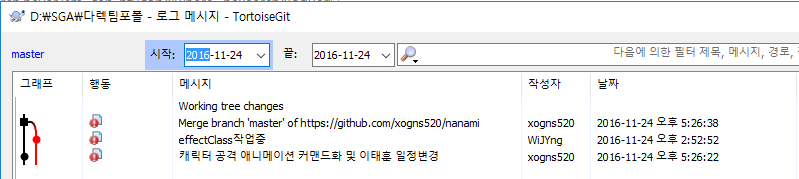 D:₩SGA₩다렉팀포폴 - 로그 메시지 - TortoiseGit
master 시작: 2016-11-24 끝: 2016-11-24 다음에 의한 필터 제목, 메시지, 경로,
그래프 행동 메시지 작성자 날짜
Working tree changes
Merge branch 'master' of https://github.com/xogns520/nanami xogns520 2016-11-24 오후 5:26:38
effectClass작업중 WiJYng 2016-11-24 오후 2:52:52
캐릭터 공격 애니메이션 커맨드화 및 이태훈 일정변경 xogns520 2016-11-24 오후 5:26:22